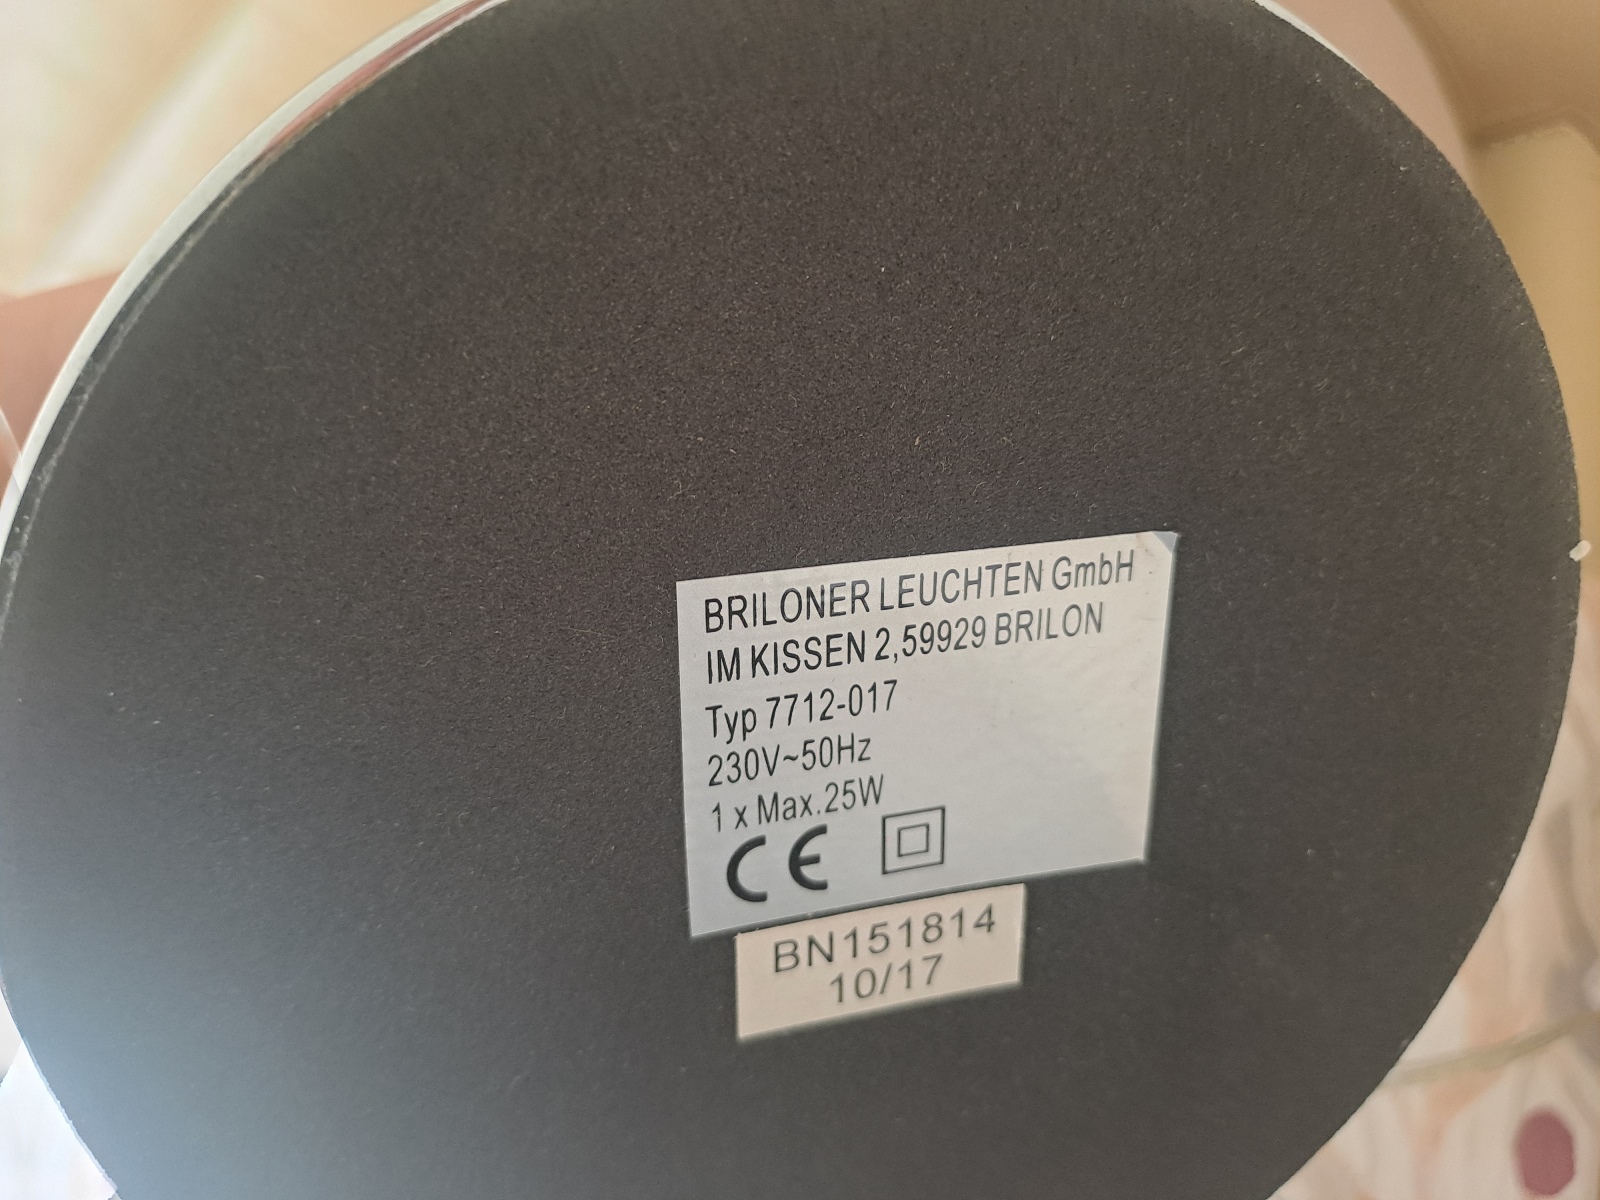 BRILONER LEUCHTEN GmbH
IM KISSEN 2,59929 BRILON
Typ 7712-017
230V~50Hz
1 x Max.25W
CE
BN151814
10/17